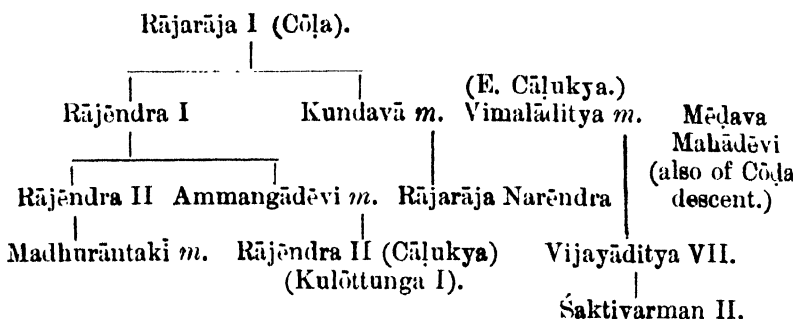 Rājarāja I (Cōḷa).
(E. Cāḷukya.)
Rājēndra I Kundavā m. Vimalāditya m. Mēḍava
Mahādēvi
(also of Cōḍa
Rājēndra II Ammangādēvi m. Rājarāja Narēndra descent.)
Madhurāntaki m. Rājēndra II (Cāḷukya) Vijayāditya VII.
(Kulōttunga I).
Śaktivarman II.